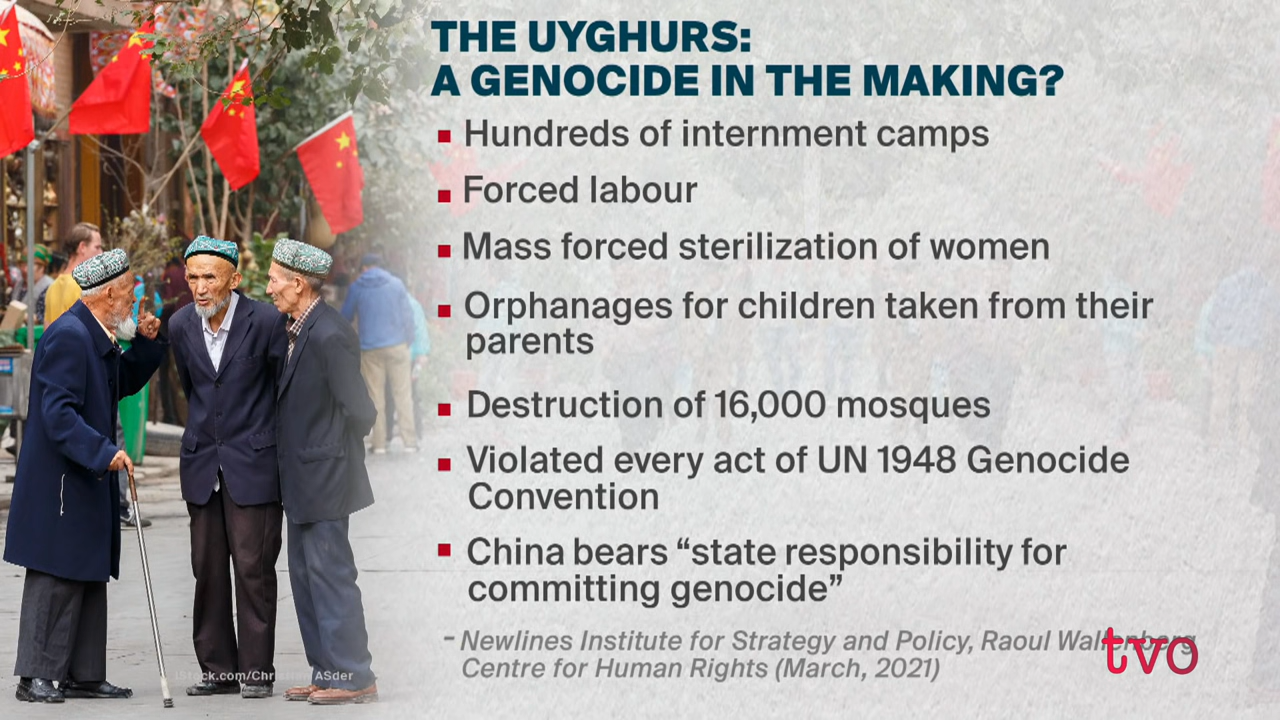 THE UYGHURS:
A GENOCIDE IN THE MAKING?
Hundreds of internment camps
Forced labour
Mass forced sterilization of women
Orphanages for children taken from their
parents
Destruction of 16,000 mosques
Violated every act of UN 1948 Genocide
Convention
China bears “state responsibility for
committing genocide”
- Newlines Institute for Strategy and Policy, Raoul Wallenberg
Centre for Human Rights (March, 2021)
tvo